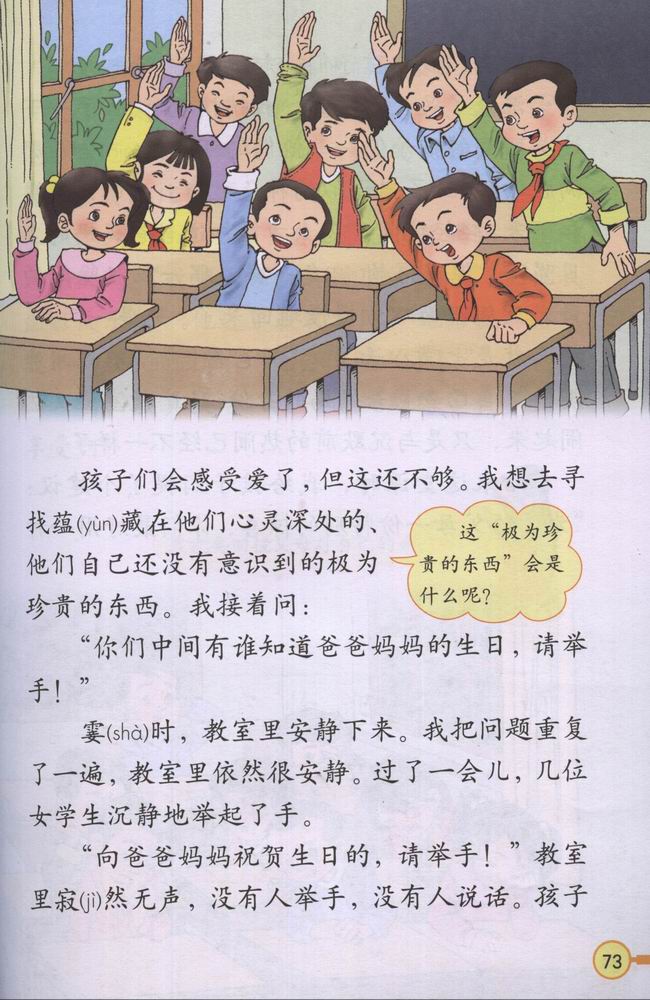 孩子们会感受爱了，但这还不够。我想去寻
找蕴(yùn)藏在他们心灵深处的、
他们自己还没有意识到的极为
珍贵的东西。我接着问：
这“极为珍
贵的东西”会是
什么呢？
“你们中间有谁知道爸爸妈妈的生日，请举
手！”
霎(shà)时，教室里安静下来。我把问题重复
了一遍，教室里依然很安静。过了一会儿，几位
女学生沉静地举起了手。
“向爸爸妈妈祝贺生日的，请举手！”教室
里寂(jì)然无声，没有人举手，没有人说话。孩子
73